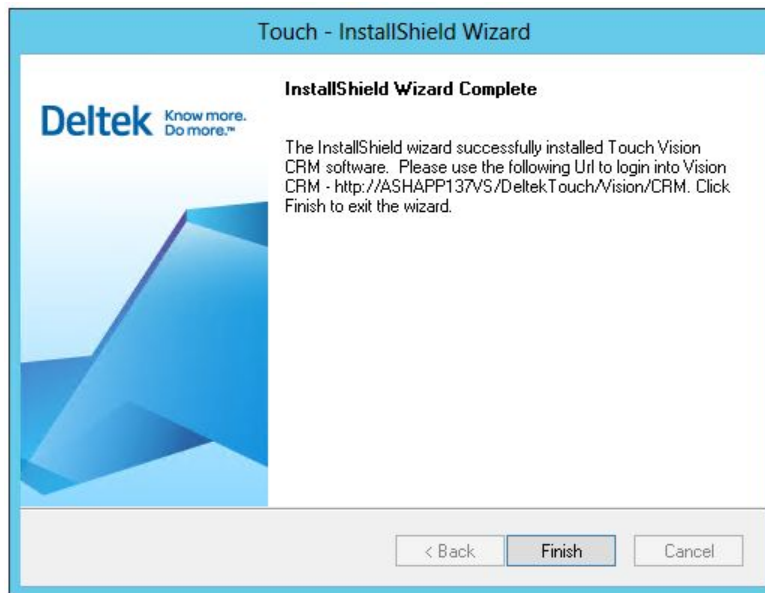 Touch - InstallShield Wizard
Deltek Know more.
Do more.™
InstallShield Wizard Complete
The InstallShield wizard successfully installed Touch Vision
CRM software.  Please use the following Url to login into Vision
CRM - http://ASHAPP137VS/DeltekTouch/Vision/CRM. Click
Finish to exit the wizard.
< Back Finish Cancel